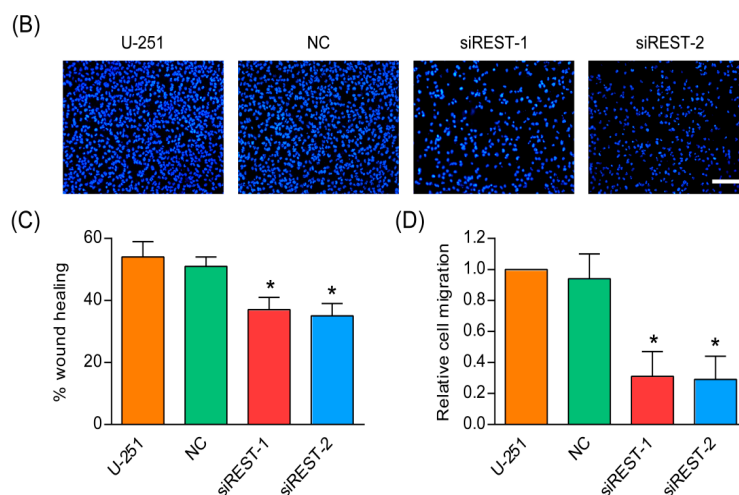 (B)
U-251 NC siREST-1 siREST-2
(C)
% wound healing
60
40
20
0
* *
U-251 NC siREST-1 siREST-2
(D)
Relative cell migration
1.2
1.0
0.8
0.6
0.4
0.2
0.0
* *
U-251 NC siREST-1 siREST-2